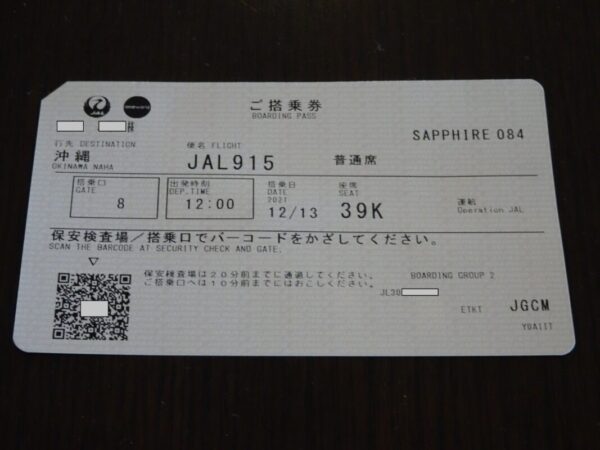 JAL
ご搭乗券
BOARDING PASS
様
SAPPHIRE 084
行先 DESTINATION
便名 FLIGHT
沖縄
OKINAWA NAHA
JAL915
普通席
搭乗口
GATE
8
出発時刻
DEP.TIME
12:00
搭乗日
DATE
2021
12/13
座席
SEAT
39K
運航
Operation JAL
保安検査場/搭乗口でバーコードをかざしてください。
SCAN THE BARCODE AT SECURITY CHECK AND GATE.
保安検査場は20分前までに通過してください。
ご搭乗口へは10分前までにおこしください。
BOARDING GROUP 2
JL39
ETKT
JGCM